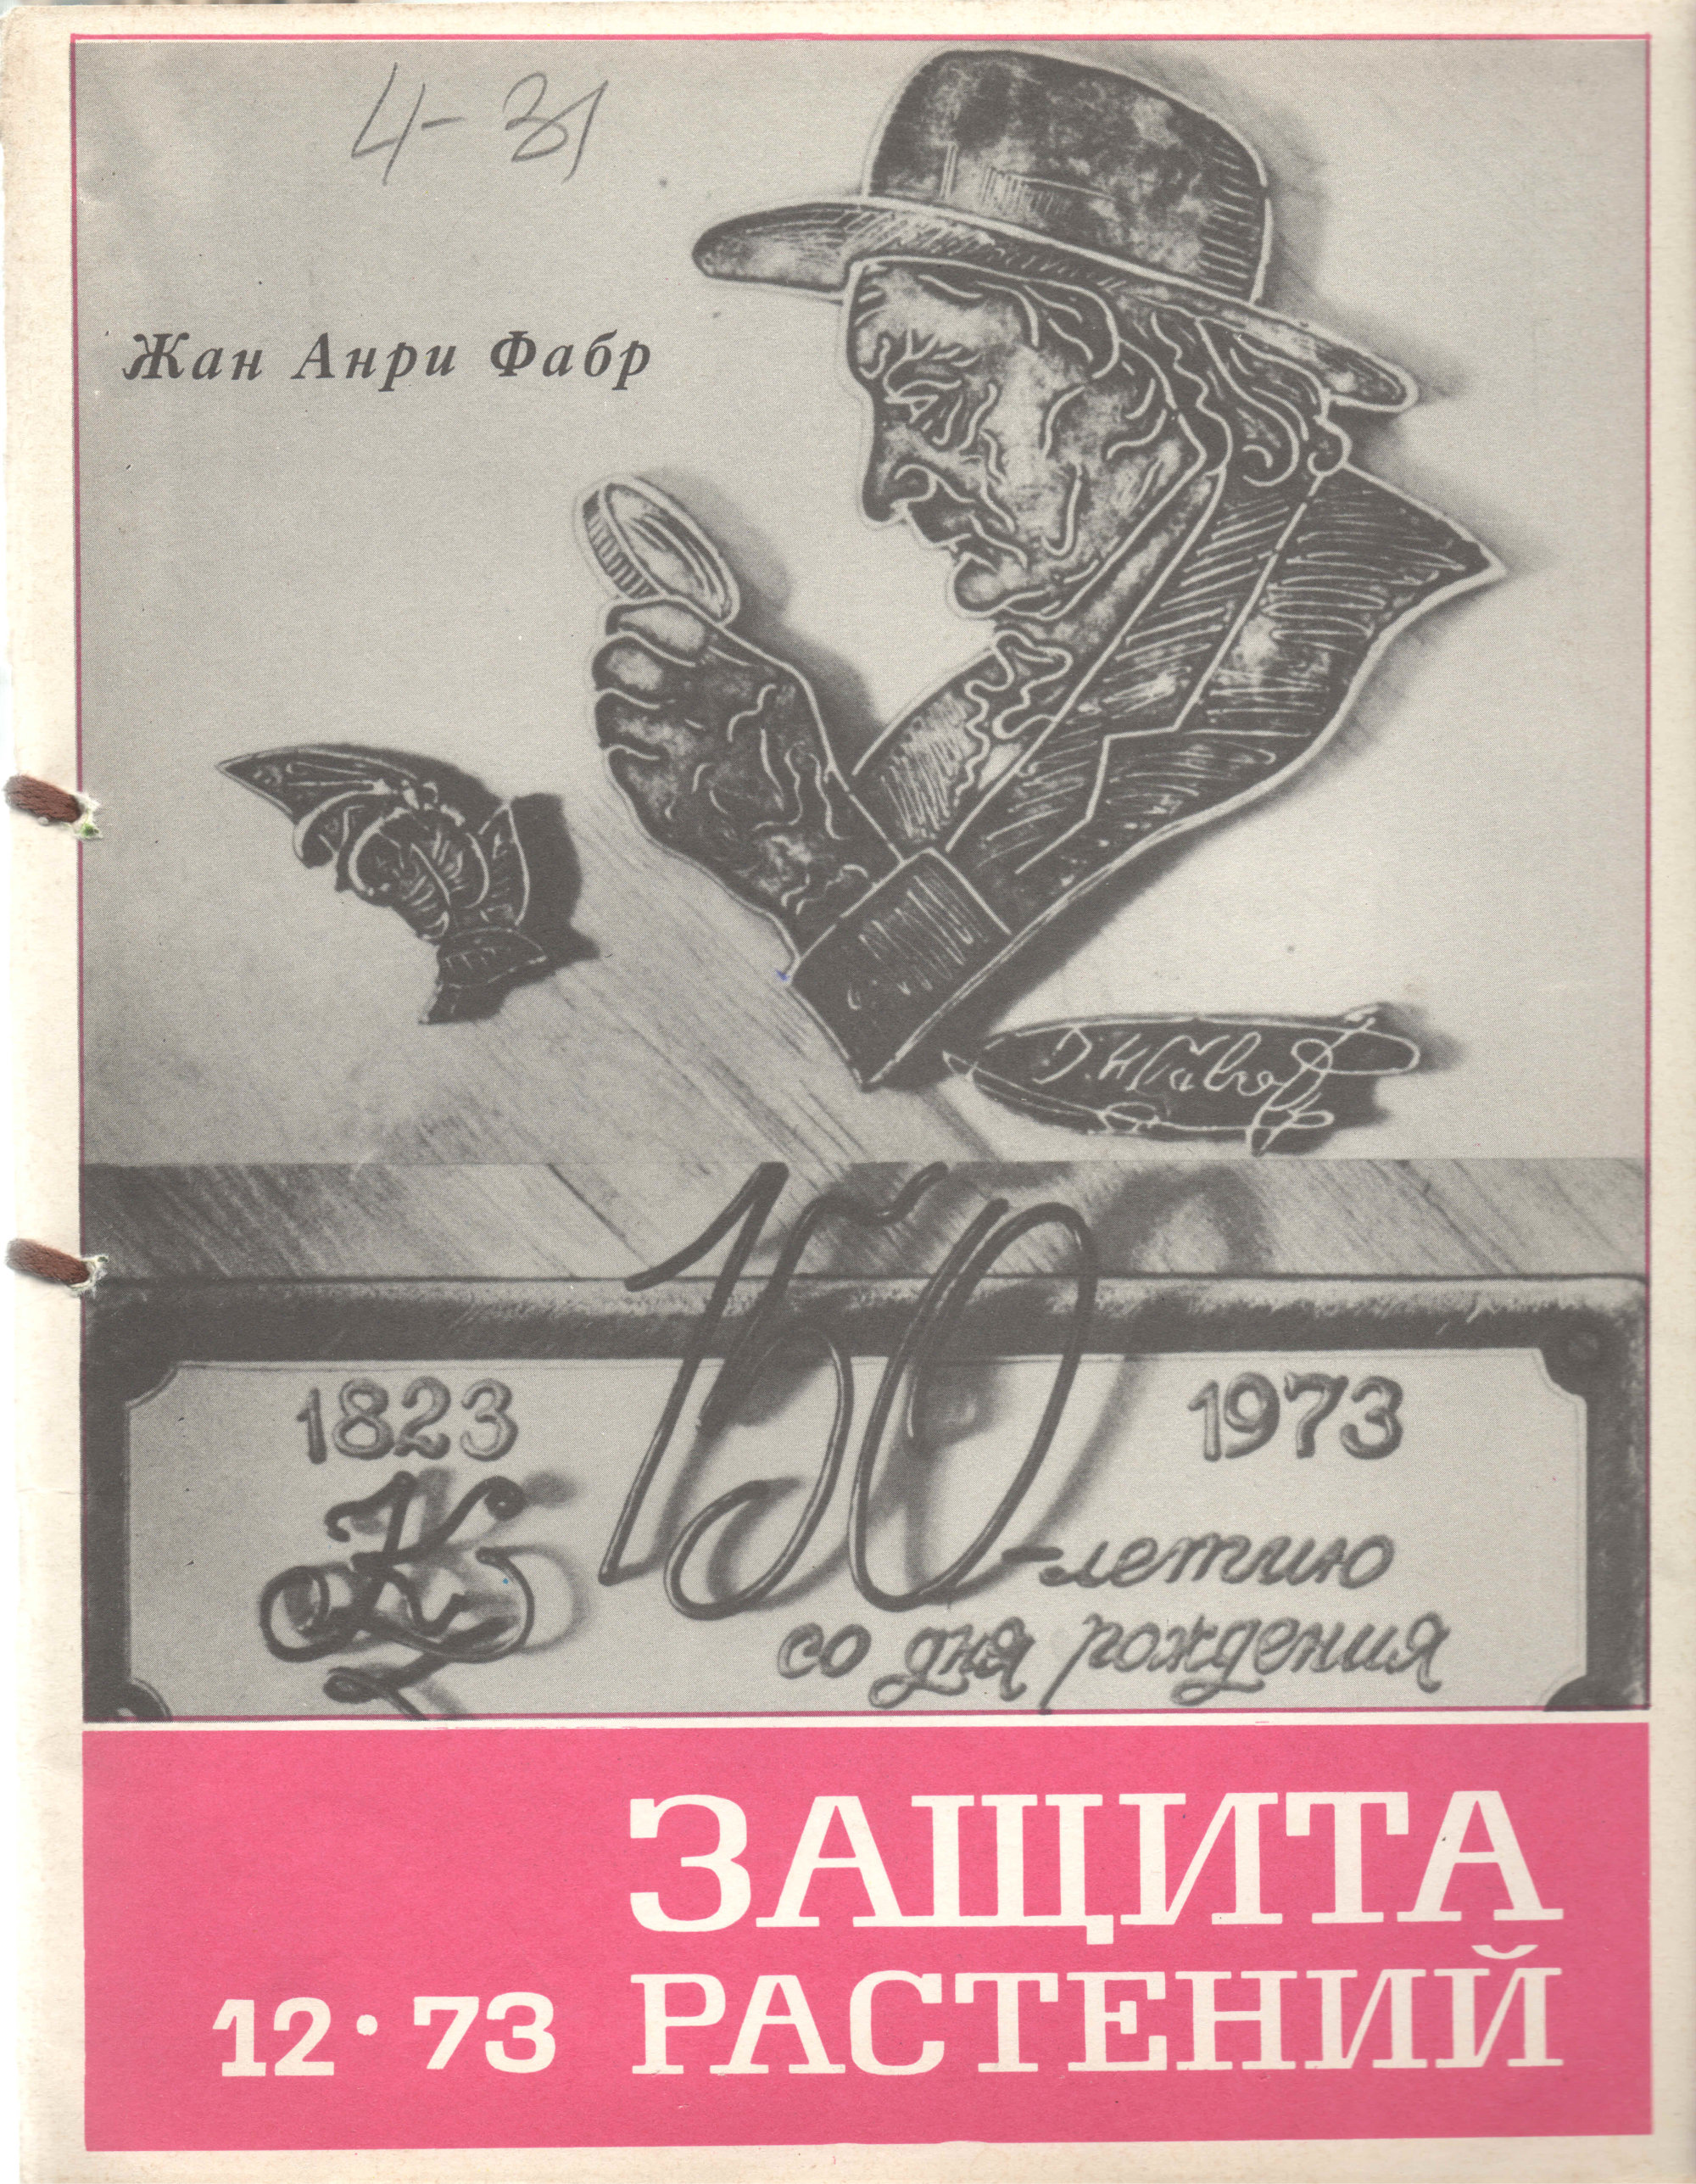 4-31
Жан Анри Фабр
150
1823
1973
-летию
со дня рождения
ЗАЩИТА
12·73 РАСТЕНИЙ